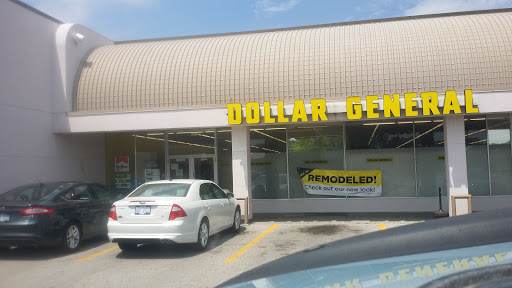 DOLLAR GENERAL
REMODELED!
Check out our new look!